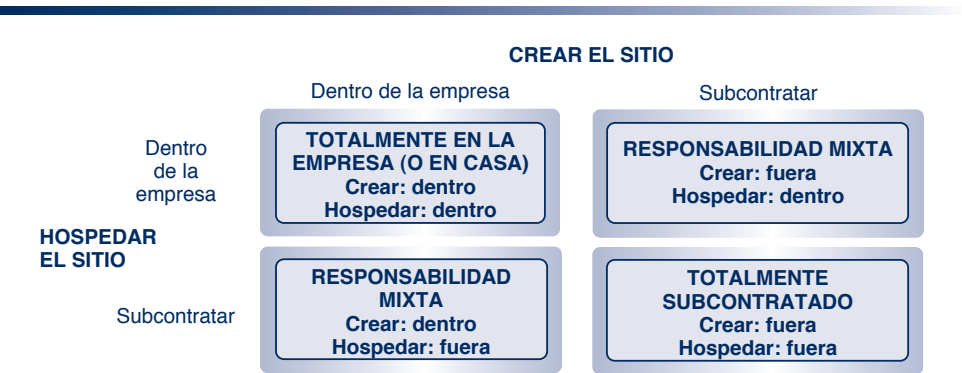 CREAR EL SITIO
Dentro de la empresa
Subcontratar
Dentro
de la
empresa
TOTALMENTE EN LA
EMPRESA (O EN CASA)
Crear: dentro
Hospedar: dentro
RESPONSABILIDAD MIXTA
Crear: fuera
Hospedar: dentro
HOSPEDAR
EL SITIO
Subcontratar
RESPONSABILIDAD
MIXTA
Crear: dentro
Hospedar: fuera
TOTALMENTE
SUBCONTRATADO
Crear: fuera
Hospedar: fuera